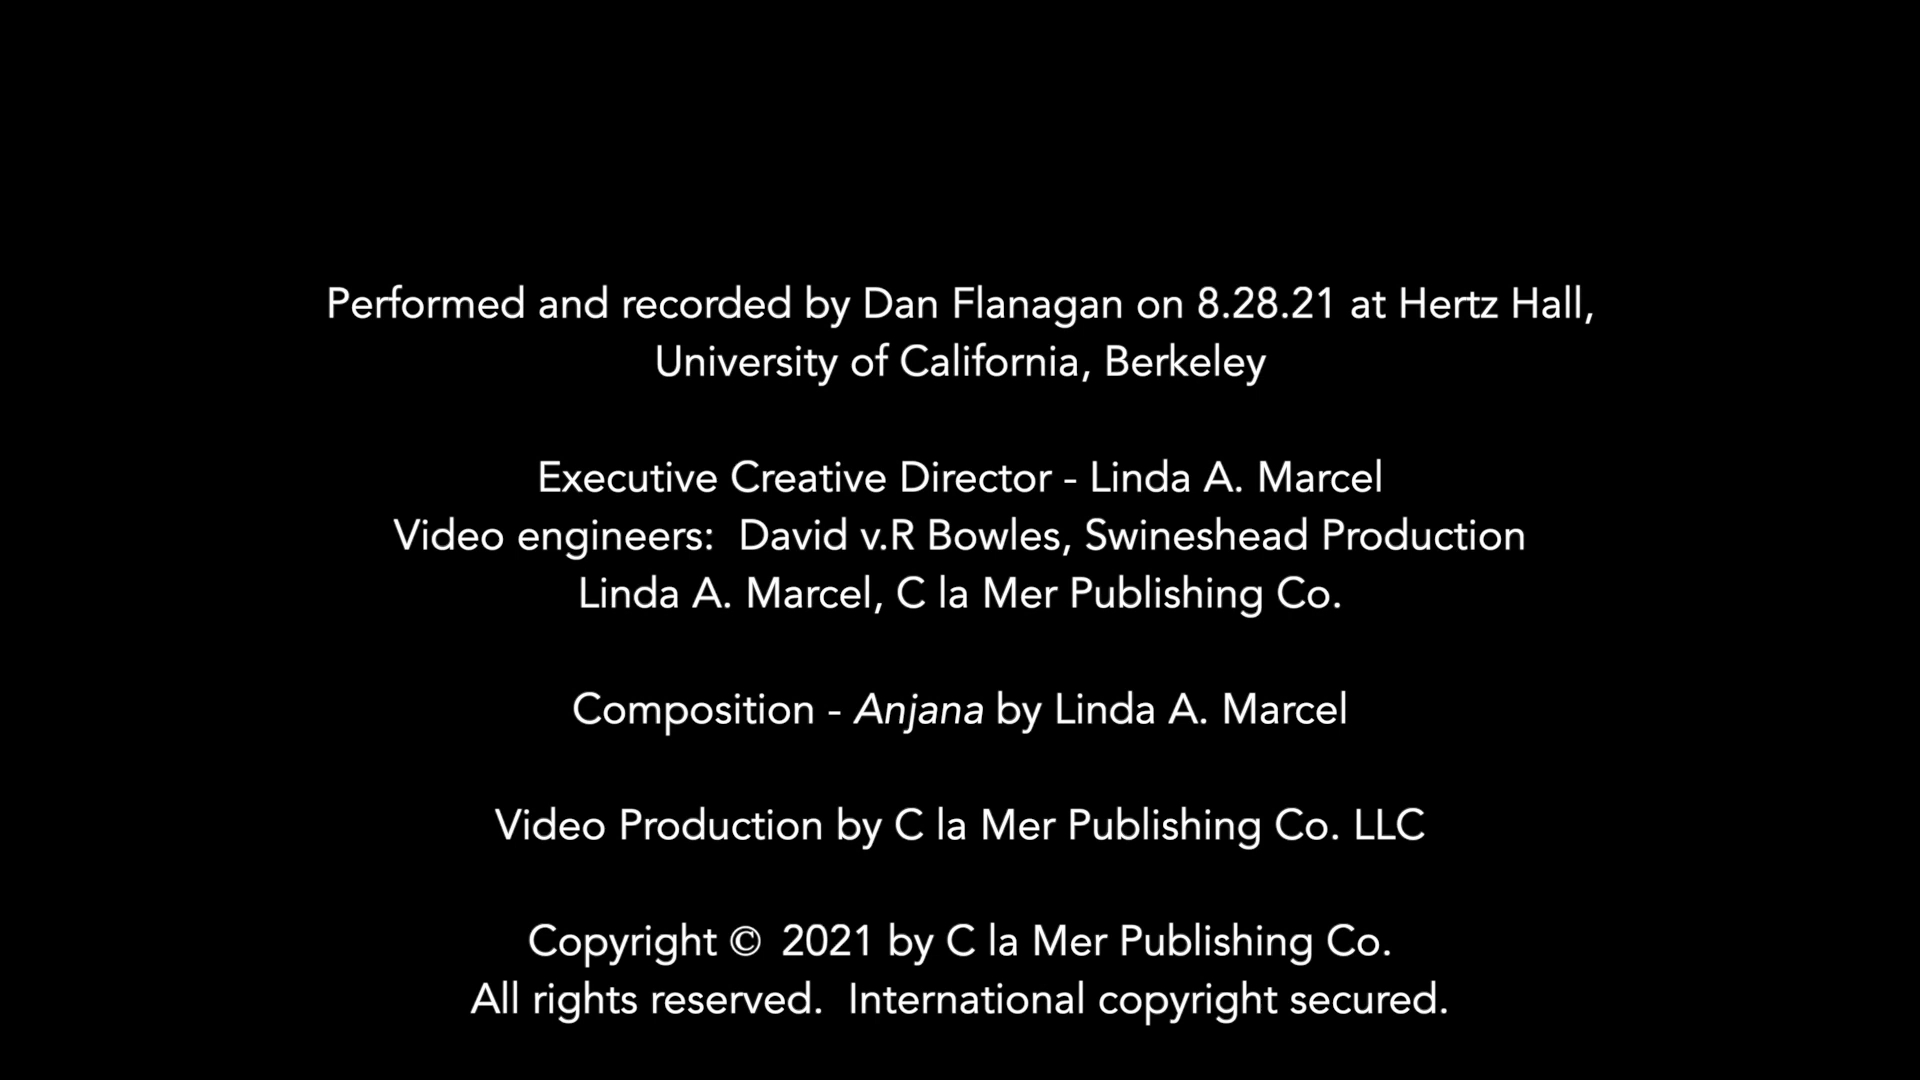 Performed and recorded by Dan Flanagan on 8.28.21 at Hertz Hall,
University of California, Berkeley
Executive Creative Director - Linda A. Marcel
Video engineers:  David v.R Bowles, Swineshead Production
Linda A. Marcel, C la Mer Publishing Co.
Composition - Anjana by Linda A. Marcel
Video Production by C la Mer Publishing Co. LLC
Copyright ©  2021 by C la Mer Publishing Co.
All rights reserved.  International copyright secured.